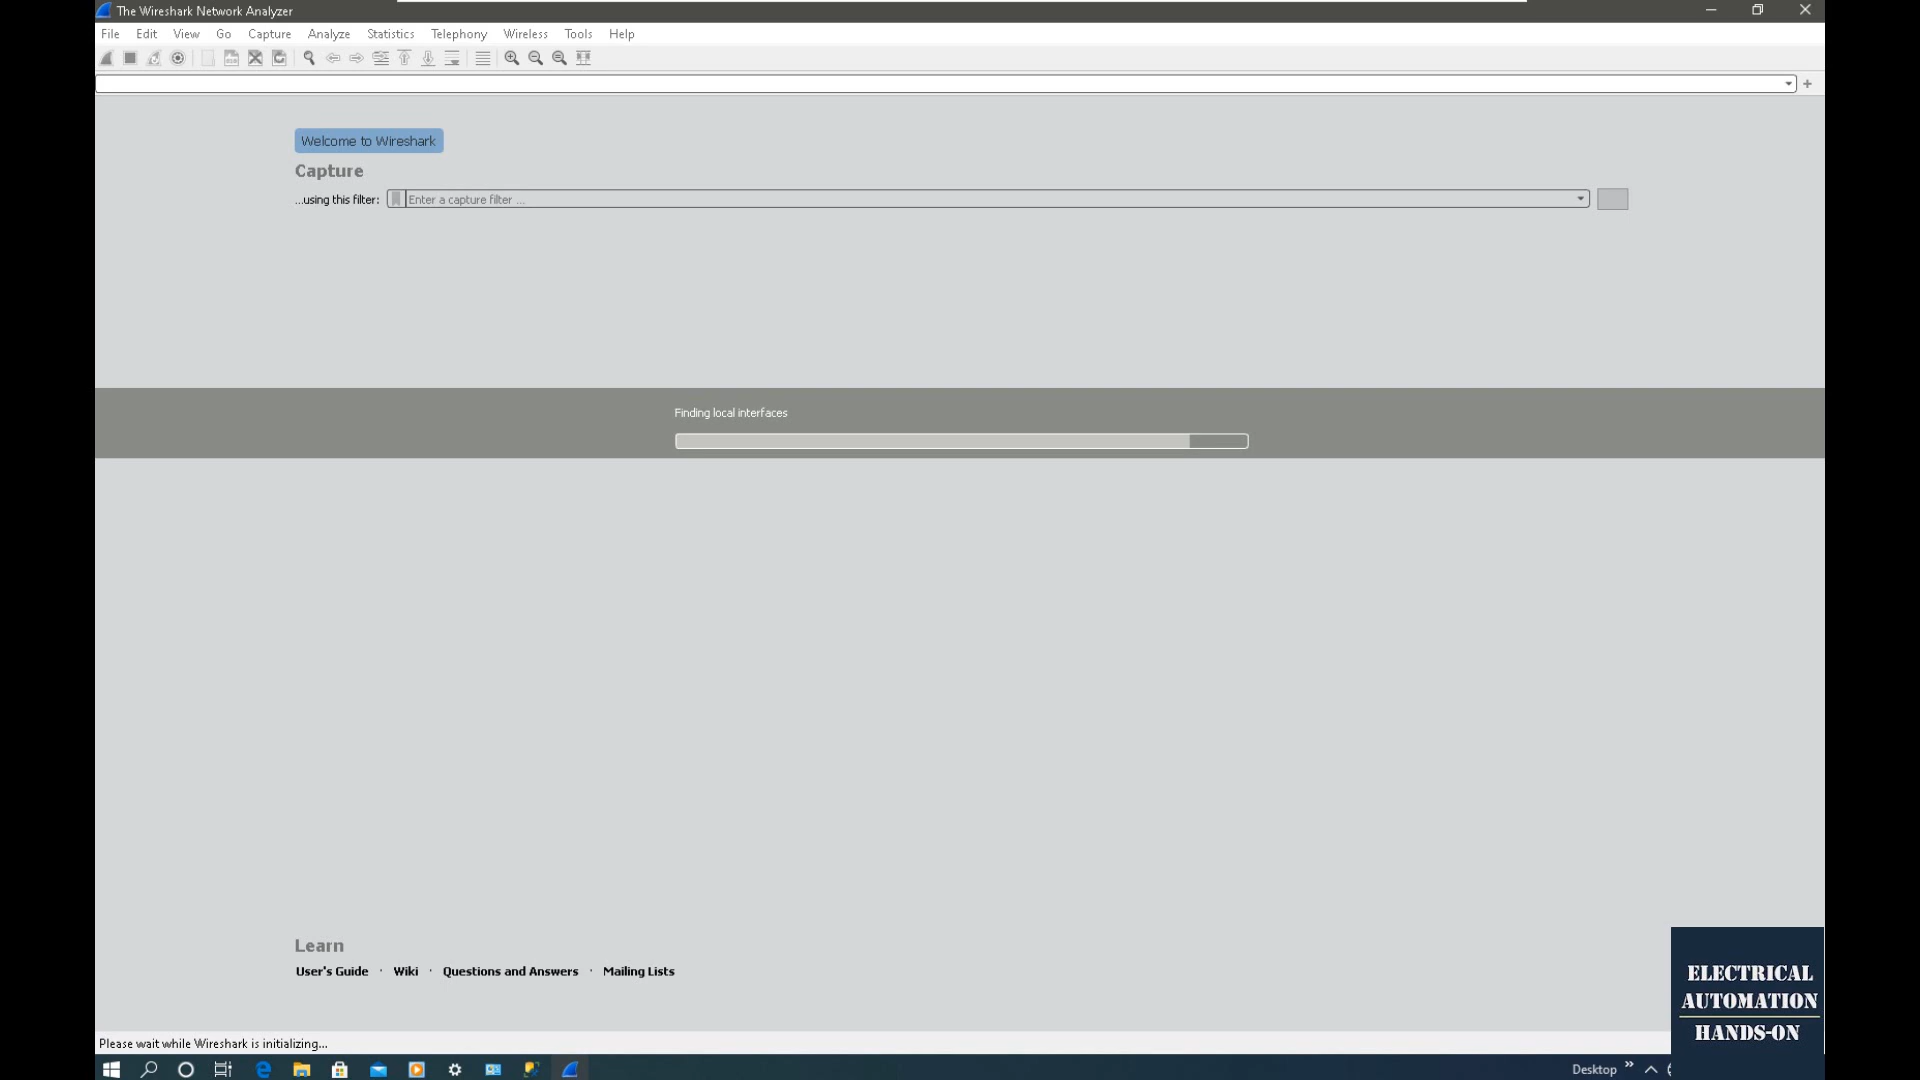 The Wireshark Network Analyzer
File Edit View Go Capture Analyze Statistics Telephony Wireless Tools Help
Welcome to Wireshark
Capture
...using this filter: Enter a capture filter ...
Finding local interfaces
Learn
User's Guide · Wiki · Questions and Answers · Mailing Lists
ELECTRICAL
AUTOMATION
HANDS-ON
Please wait while Wireshark is initializing...
Desktop